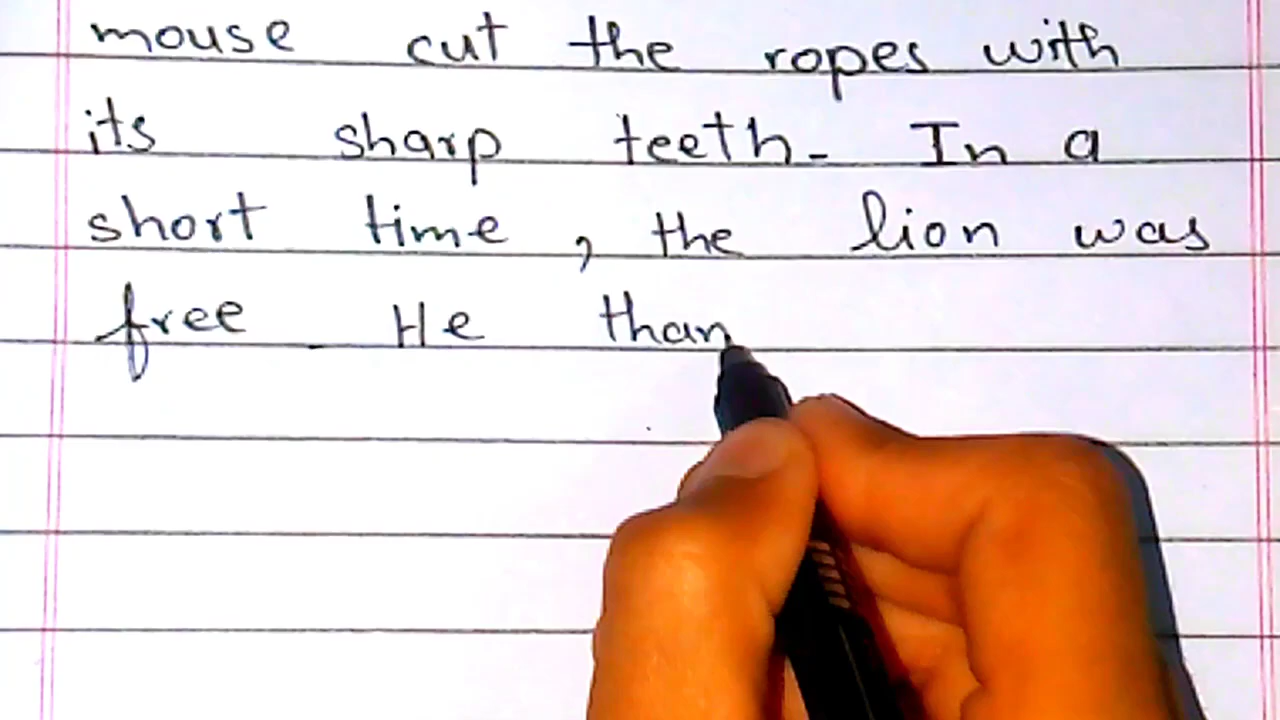 mouse cut the ropes with
its sharp teeth. In a
short time, the lion was
free. He than